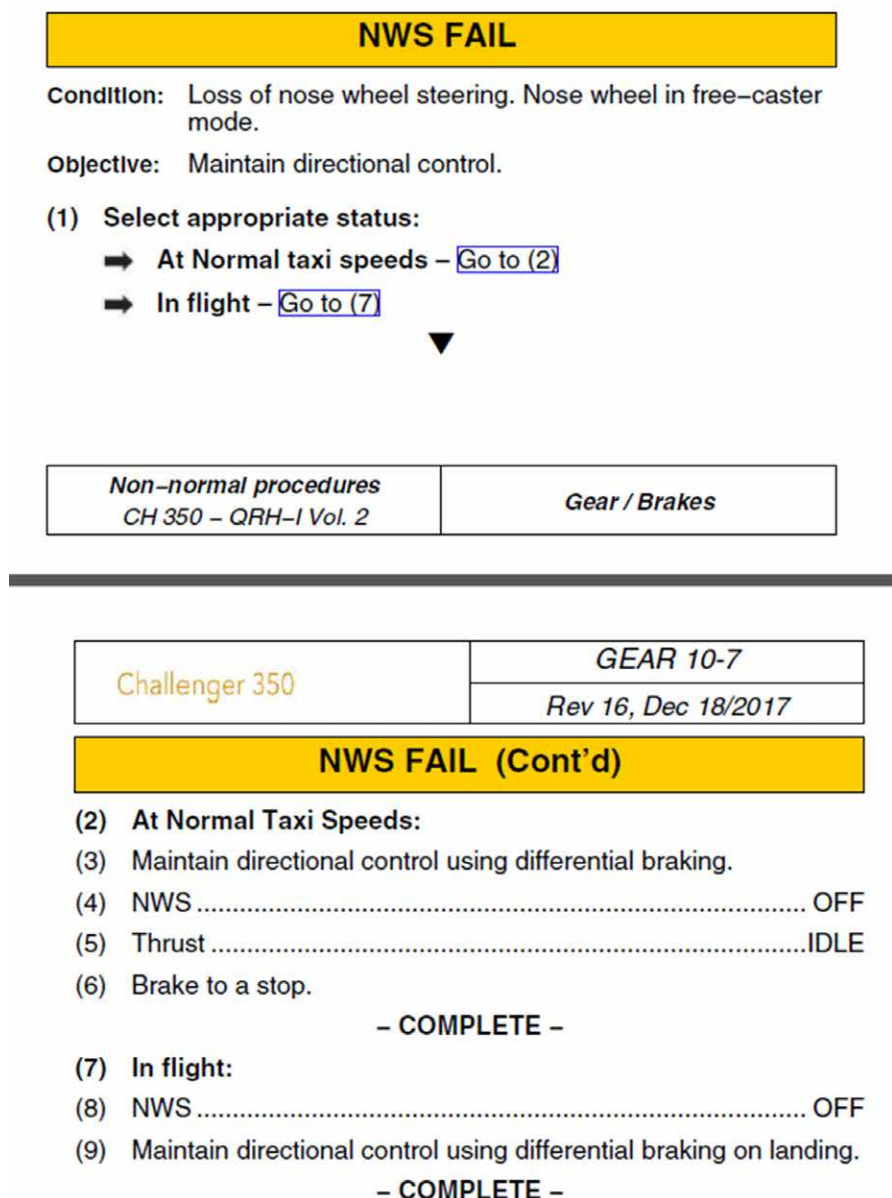 NWS FAIL
Condition: Loss of nose wheel steering. Nose wheel in free–caster
mode.
Objective: Maintain directional control.
(1) Select appropriate status:
➡ At Normal taxi speeds – Go to (2)
➡ In flight – Go to (7)
▼
Non–normal procedures
CH 350 – QRH–I Vol. 2
Gear / Brakes
Challenger 350
GEAR 10-7
Rev 16, Dec 18/2017
NWS FAIL (Cont’d)
(2) At Normal Taxi Speeds:
(3) Maintain directional control using differential braking.
(4) NWS ........................................................................ OFF
(5) Thrust ......................................................................IDLE
(6) Brake to a stop.
– COMPLETE –
(7) In flight:
(8) NWS ........................................................................ OFF
(9) Maintain directional control using differential braking on landing.
– COMPLETE –